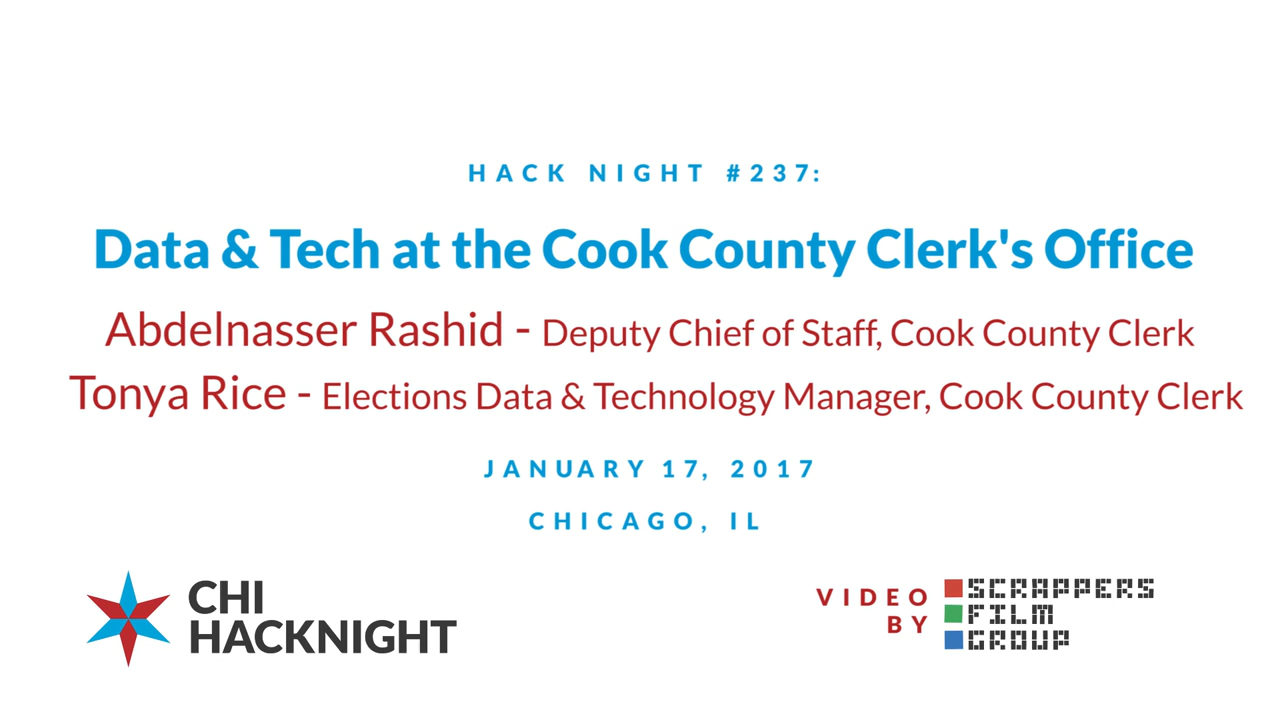 HACK NIGHT #237:
Data & Tech at the Cook County Clerk's Office
Abdelnasser Rashid - Deputy Chief of Staff, Cook County Clerk
Tonya Rice - Elections Data & Technology Manager, Cook County Clerk
JANUARY 17, 2017
CHICAGO, IL
CHI
HACKNIGHT
VIDEO
BY
SCRAPPERS
FILM
GROUP